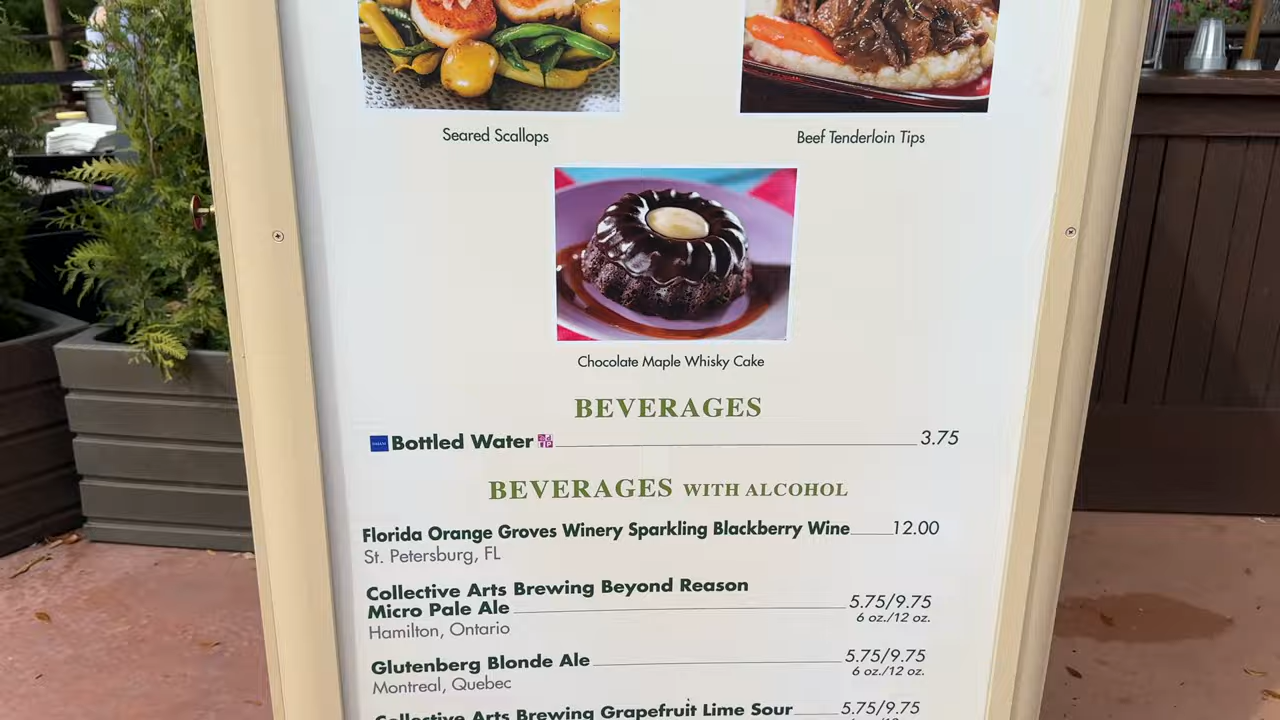 Seared Scallops
Beef Tenderloin Tips
Chocolate Maple Whisky Cake
BEVERAGES
Bottled Water 3.75
BEVERAGES WITH ALCOHOL
Florida Orange Groves Winery Sparkling Blackberry Wine 12.00
St. Petersburg, FL
Collective Arts Brewing Beyond Reason
Micro Pale Ale 5.75/9.75
6 oz./12 oz.
Hamilton, Ontario
Glutenberg Blonde Ale 5.75/9.75
6 oz./12 oz.
Montreal, Quebec
Collective Arts Brewing Grapefruit Lime Sour 5.75/9.75